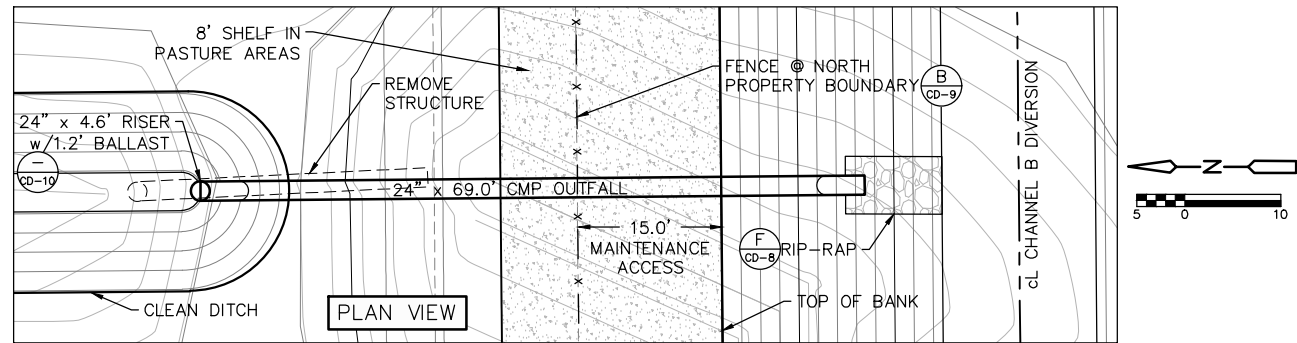 8' SHELF IN
PASTURE AREAS
REMOVE
STRUCTURE
FENCE @ NORTH
PROPERTY BOUNDARY
B
CD-9
24" x 4.6' RISER
w/1.2' BALLAST
—
CD-10
24" x 69.0' CMP OUTFALL
15.0'
MAINTENANCE
ACCESS
F
CD-8
RIP-RAP
TOP OF BANK
CLEAN DITCH
PLAN VIEW
cL CHANNEL B DIVERSION
N
5 0 10